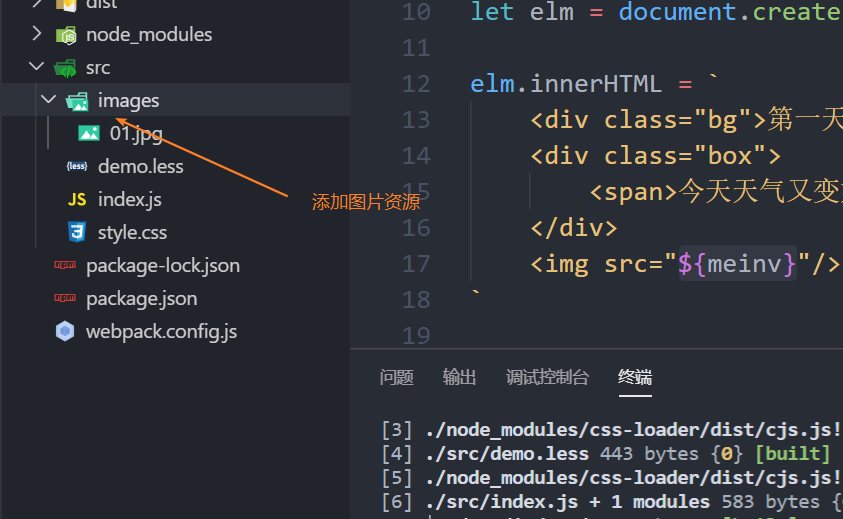 dist
node_modules
src
images
01.jpg
demo.less
index.js
style.css
package-lock.json
package.json
webpack.config.js
添加图片资源
10 let elm = document.create
11
12 elm.innerHTML = `
13 <div class="bg">第一天
14 <div class="box">
15 <span>今天天气又变
16 </div>
17 <img src="${meinv}"/>
18 `
19
问题 输出 调试控制台 终端
[3] ./node_modules/css-loader/dist/cjs.js!
[4] ./src/demo.less 443 bytes {0} [built]
[5] ./node_modules/css-loader/dist/cjs.js!
[6] ./src/index.js + 1 modules 583 bytes {